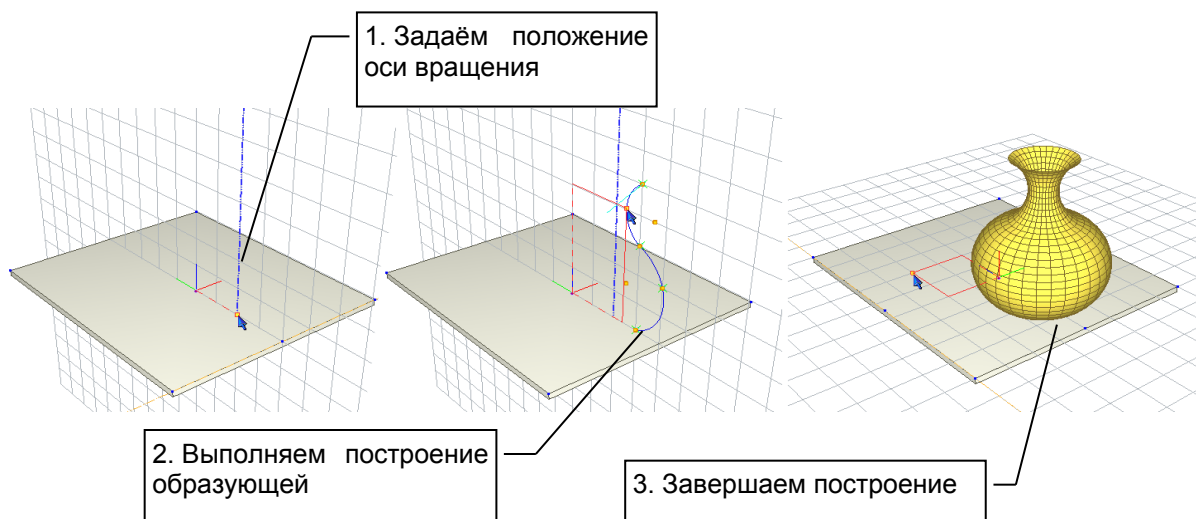 1. Задаём положение
оси вращения
2. Выполняем построение
образующей
3. Завершаем построение